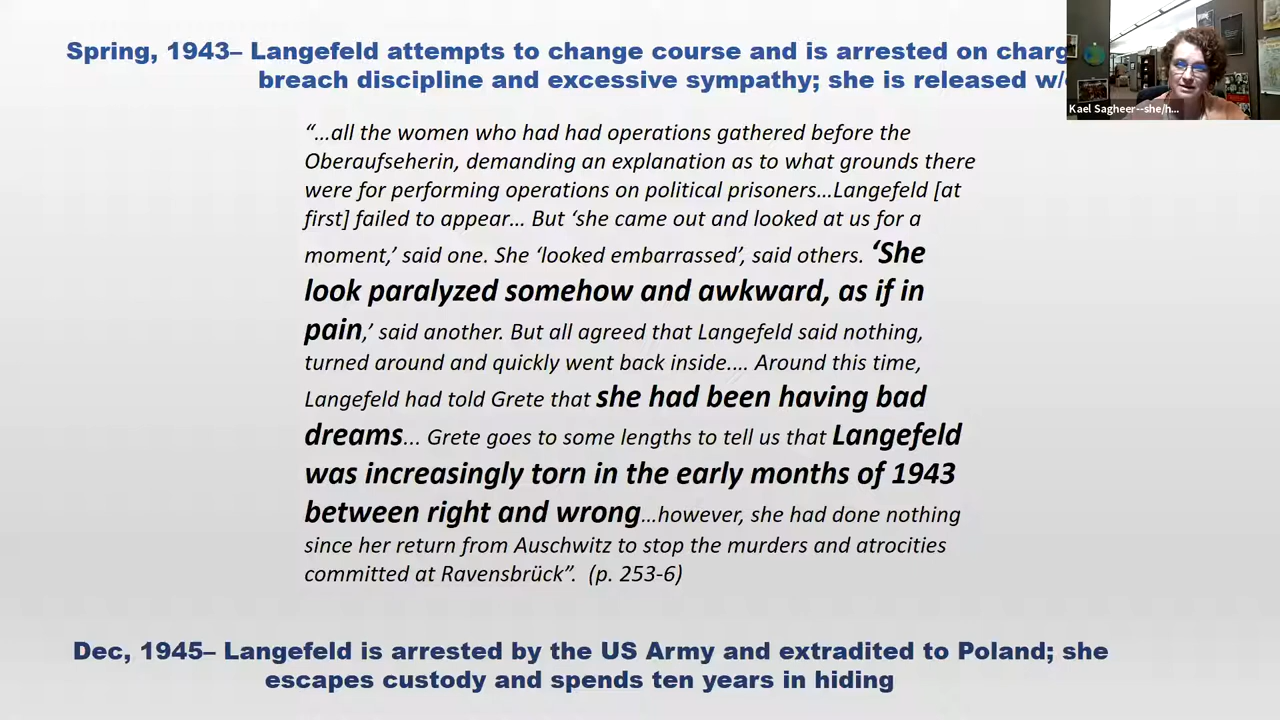 Spring, 1943– Langefeld attempts to change course and is arrested on charg
breach discipline and excessive sympathy; she is released w/
Kael Sagheer--she/h...
“…all the women who had had operations gathered before the
Oberaufseherin, demanding an explanation as to what grounds there
were for performing operations on political prisoners…Langefeld [at
first] failed to appear… But ‘she came out and looked at us for a
moment,’ said one. She ‘looked embarrassed’, said others. ‘She
look paralyzed somehow and awkward, as if in
pain,’ said another. But all agreed that Langefeld said nothing,
turned around and quickly went back inside.… Around this time,
Langefeld had told Grete that she had been having bad
dreams... Grete goes to some lengths to tell us that Langefeld
was increasingly torn in the early months of 1943
between right and wrong…however, she had done nothing
since her return from Auschwitz to stop the murders and atrocities
committed at Ravensbrück”. (p. 253-6)
Dec, 1945– Langefeld is arrested by the US Army and extradited to Poland; she
escapes custody and spends ten years in hiding